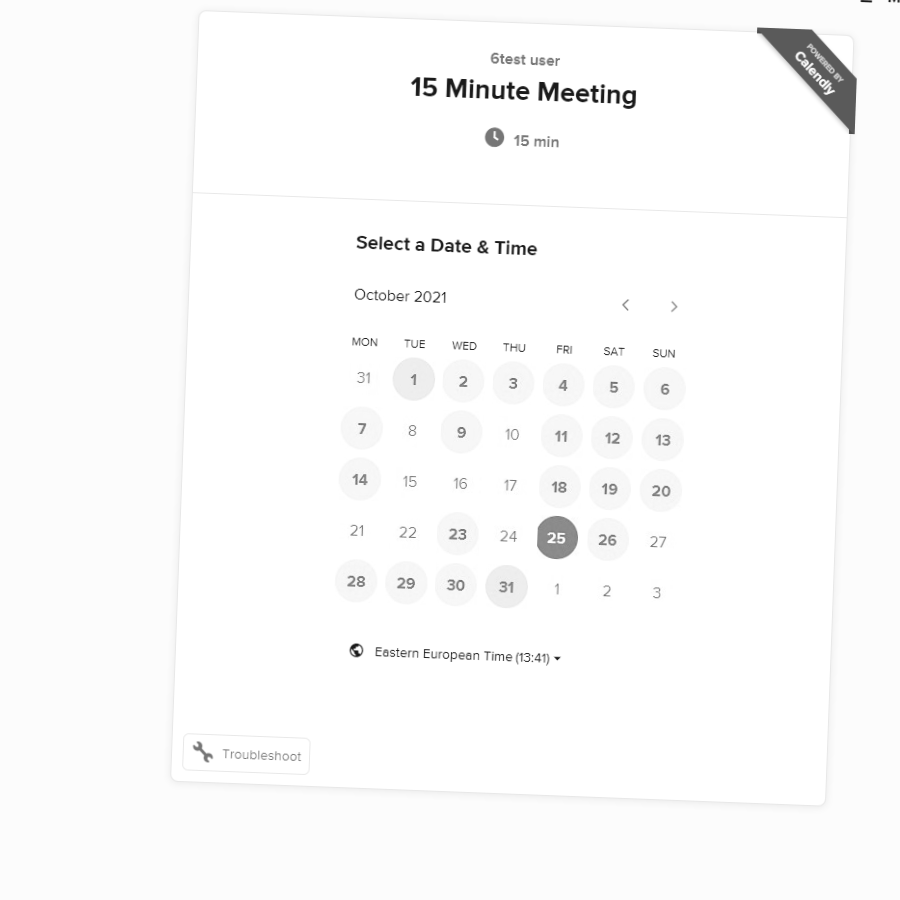 POWERED BY
Calendly
6test user
15 Minute Meeting
15 min
Select a Date & Time
October 2021
MON TUE WED THU FRI SAT SUN
31 1 2 3 4 5 6
7 8 9 10 11 12 13
14 15 16 17 18 19 20
21 22 23 24 25 26 27
28 29 30 31 1 2 3
Eastern European Time (13:41)
Troubleshoot